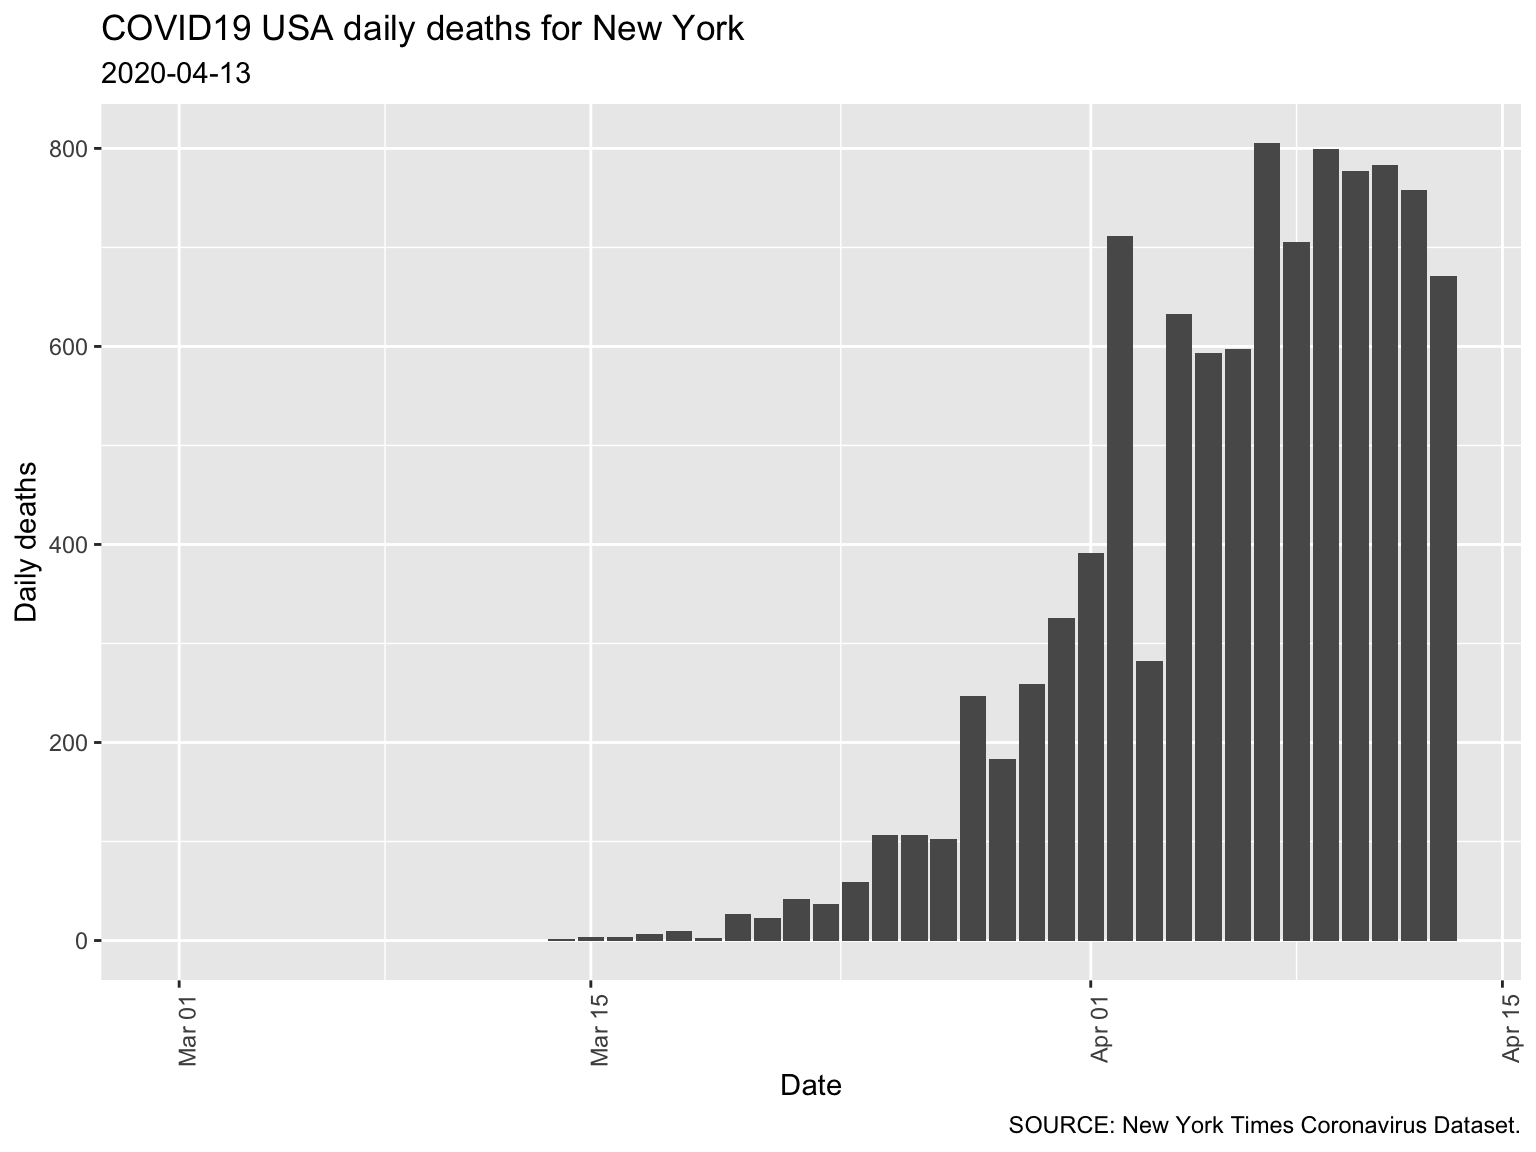 COVID19 USA daily deaths for New York
2020-04-13
Daily deaths
800
600
400
200
0
Mar 01
Mar 15
Apr 01
Apr 15
Date
SOURCE: New York Times Coronavirus Dataset.